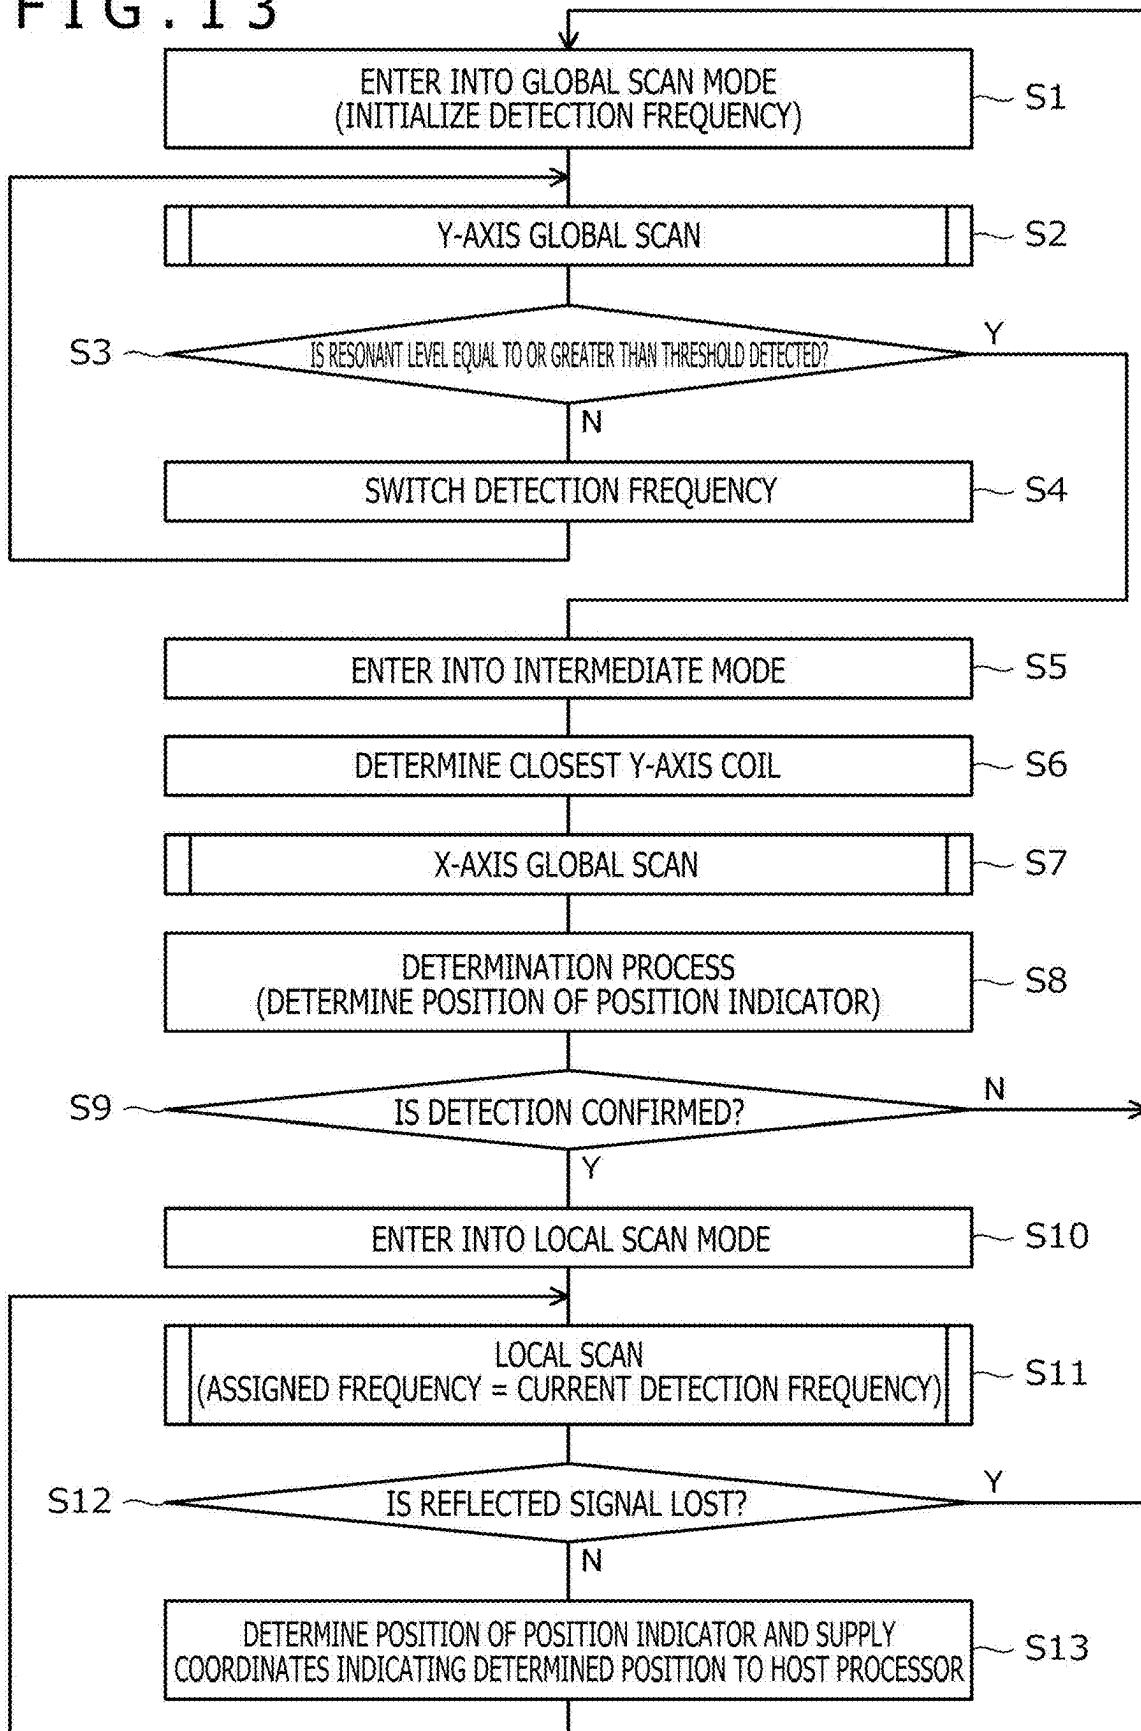 FIG.13
ENTER INTO GLOBAL SCAN MODE
(INITIALIZE DETECTION FREQUENCY)
S1
Y-AXIS GLOBAL SCAN
S2
S3
IS RESONANT LEVEL EQUAL TO OR GREATER THAN THRESHOLD DETECTED?
Y
N
SWITCH DETECTION FREQUENCY
S4
ENTER INTO INTERMEDIATE MODE
S5
DETERMINE CLOSEST Y-AXIS COIL
S6
X-AXIS GLOBAL SCAN
S7
DETERMINATION PROCESS
(DETERMINE POSITION OF POSITION INDICATOR)
S8
S9
IS DETECTION CONFIRMED?
N
Y
ENTER INTO LOCAL SCAN MODE
S10
LOCAL SCAN
(ASSIGNED FREQUENCY = CURRENT DETECTION FREQUENCY)
S11
S12
IS REFLECTED SIGNAL LOST?
Y
N
DETERMINE POSITION OF POSITION INDICATOR AND SUPPLY
COORDINATES INDICATING DETERMINED POSITION TO HOST PROCESSOR
S13